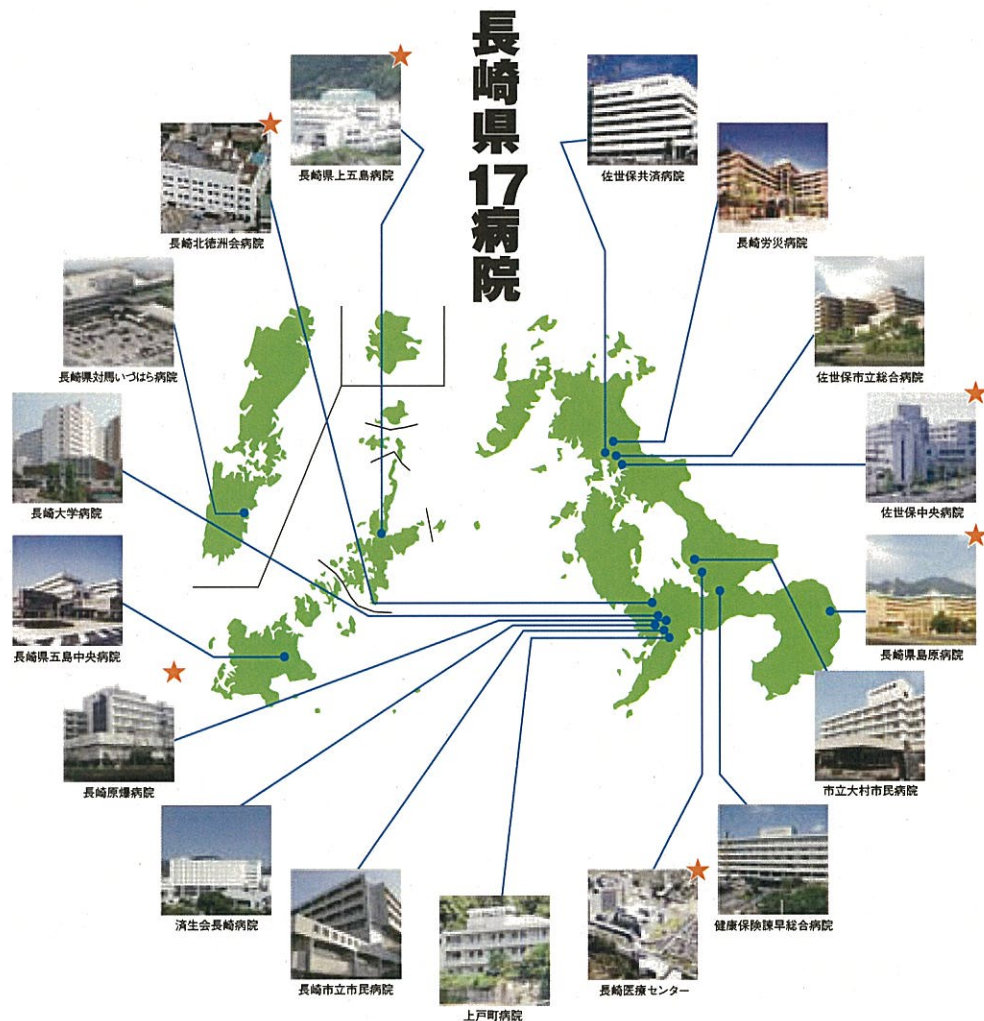 長崎県17病院
長崎県上五島病院
佐世保共済病院
長崎北徳洲会病院
長崎労災病院
長崎県対馬いづはら病院
佐世保市立総合病院
長崎大学病院
佐世保中央病院
長崎県五島中央病院
長崎県島原病院
長崎原爆病院
市立大村市民病院
済生会長崎病院
健康保険諫早総合病院
長崎市立市民病院
長崎医療センター
上戸町病院